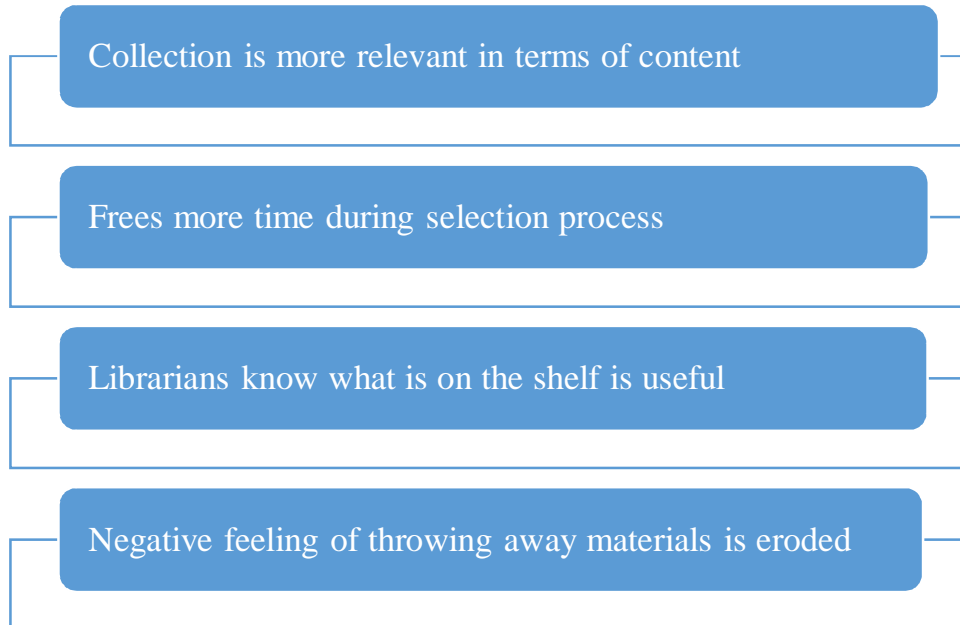 Collection is more relevant in terms of content
Frees more time during selection process
Librarians know what is on the shelf is useful
Negative feeling of throwing away materials is eroded